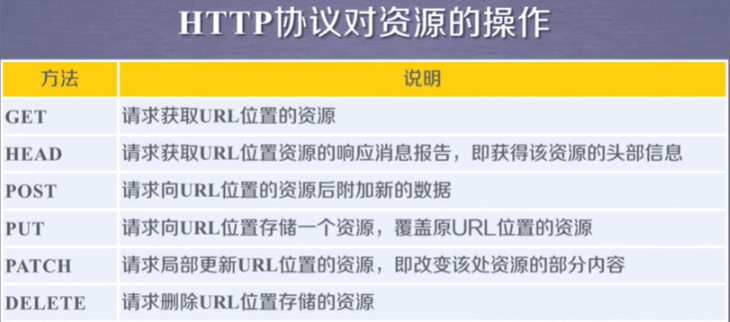 HTTP协议对资源的操作
方法 说明
GET 请求获取URL位置的资源
HEAD 请求获取URL位置资源的响应消息报告，即获得该资源的头部信息
POST 请求向URL位置的资源后附加新的数据
PUT 请求向URL位置存储一个资源，覆盖原URL位置的资源
PATCH 请求局部更新URL位置的资源，即改变该处资源的部分内容
DELETE 请求删除URL位置存储的资源